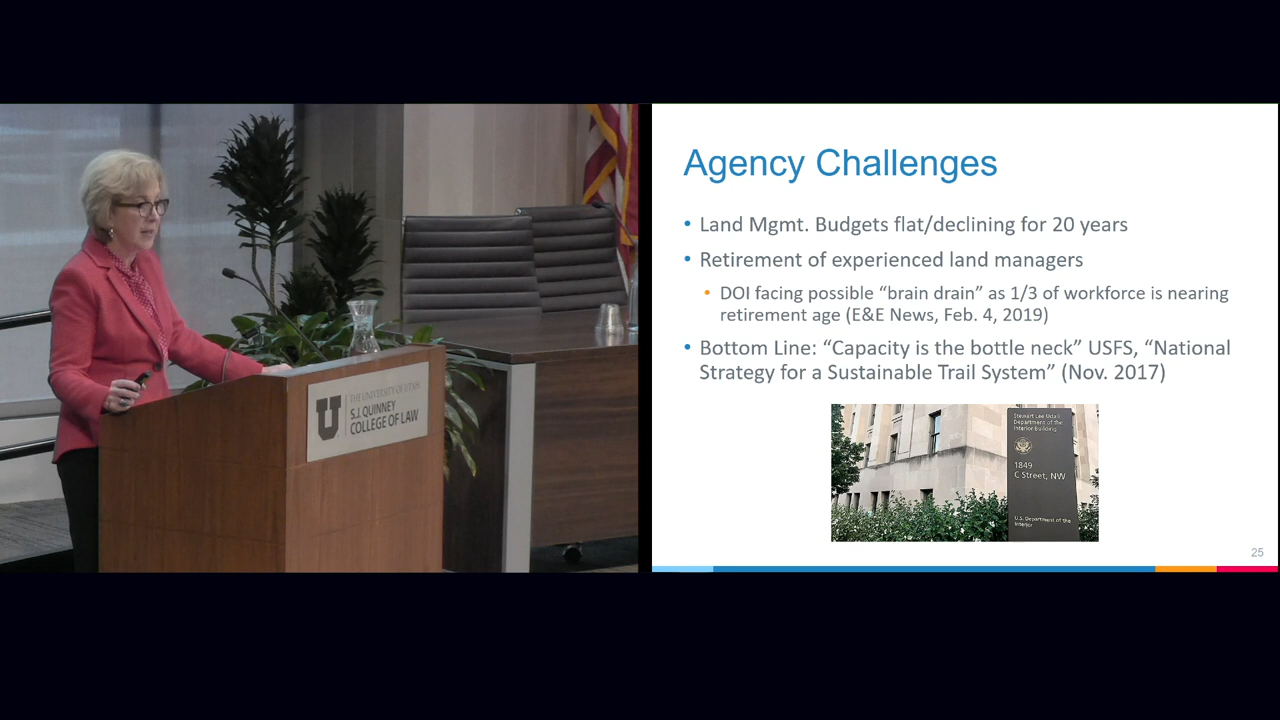 THE UNIVERSITY OF UTAH
S.J. QUINNEY
COLLEGE OF LAW
Agency Challenges
• Land Mgmt. Budgets flat/declining for 20 years
• Retirement of experienced land managers
• DOI facing possible “brain drain” as 1/3 of workforce is nearing
retirement age (E&E News, Feb. 4, 2019)
• Bottom Line: “Capacity is the bottle neck” USFS, “National
Strategy for a Sustainable Trail System” (Nov. 2017)
Stewart Lee Udall
Department of the
Interior Building
1849
C Street, NW
U.S. Department of the
Interior
25